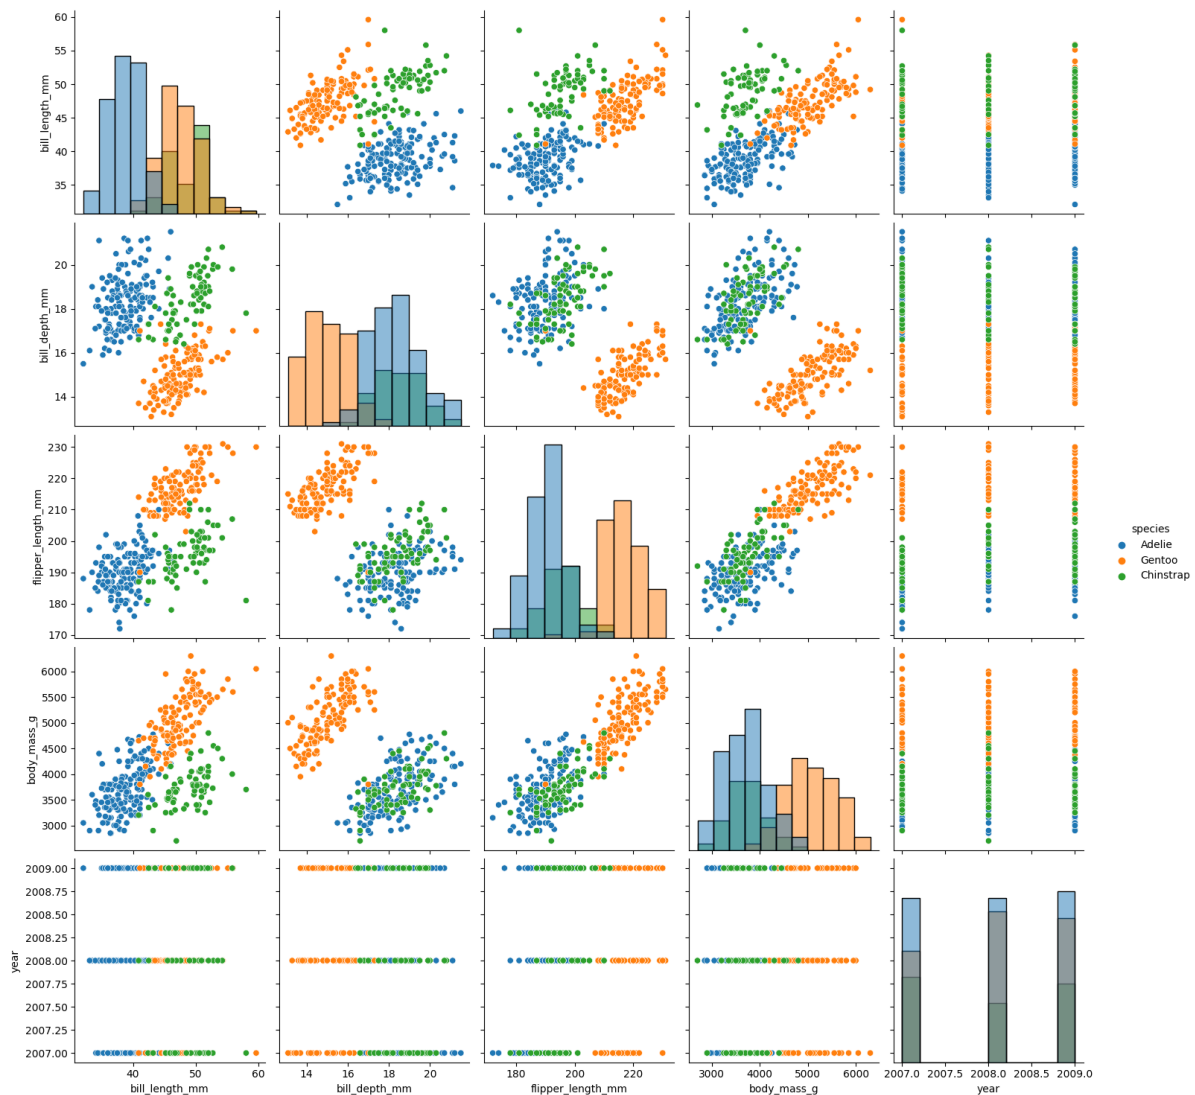 60
55
50
45
40
35
bill_length_mm
20
18
16
14
bill_depth_mm
230
220
210
200
190
180
170
flipper_length_mm
species
Adelie
Gentoo
Chinstrap
6000
5500
5000
4500
4000
3500
3000
body_mass_g
2009.00
2008.75
2008.50
2008.25
2008.00
2007.75
2007.50
2007.25
2007.00
year
40 50 60
14 16 18 20
180 200 220
3000 4000 5000 6000
2007.0 2007.5 2008.0 2008.5 2009.0
bill_length_mm bill_depth_mm flipper_length_mm body_mass_g year